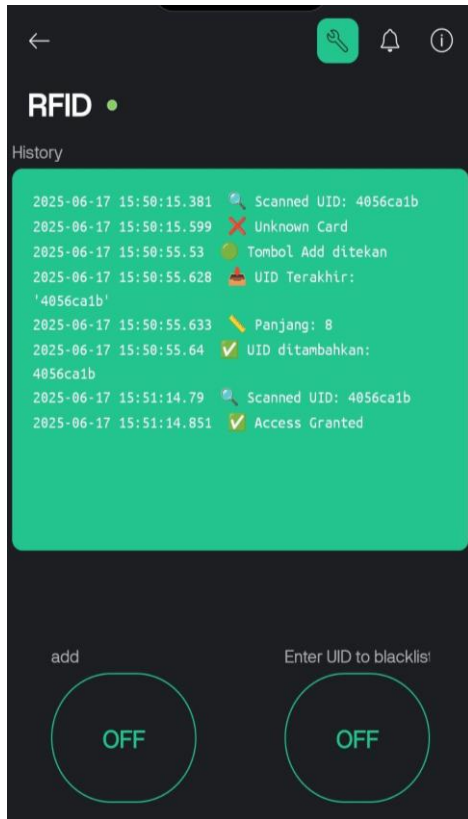 RFID
History
2025-06-17 15:50:15.381 🔍 Scanned UID: 4056ca1b
2025-06-17 15:50:15.599 ❌ Unknown Card
2025-06-17 15:50:55.53 🟢 Tombol Add ditekan
2025-06-17 15:50:55.628 📥 UID Terakhir:
'4056ca1b'
2025-06-17 15:50:55.633 📏 Panjang: 8
2025-06-17 15:50:55.64 ✅ UID ditambahkan:
4056ca1b
2025-06-17 15:51:14.79 🔍 Scanned UID: 4056ca1b
2025-06-17 15:51:14.851 ✅ Access Granted
add
Enter UID to blacklist
OFF
OFF